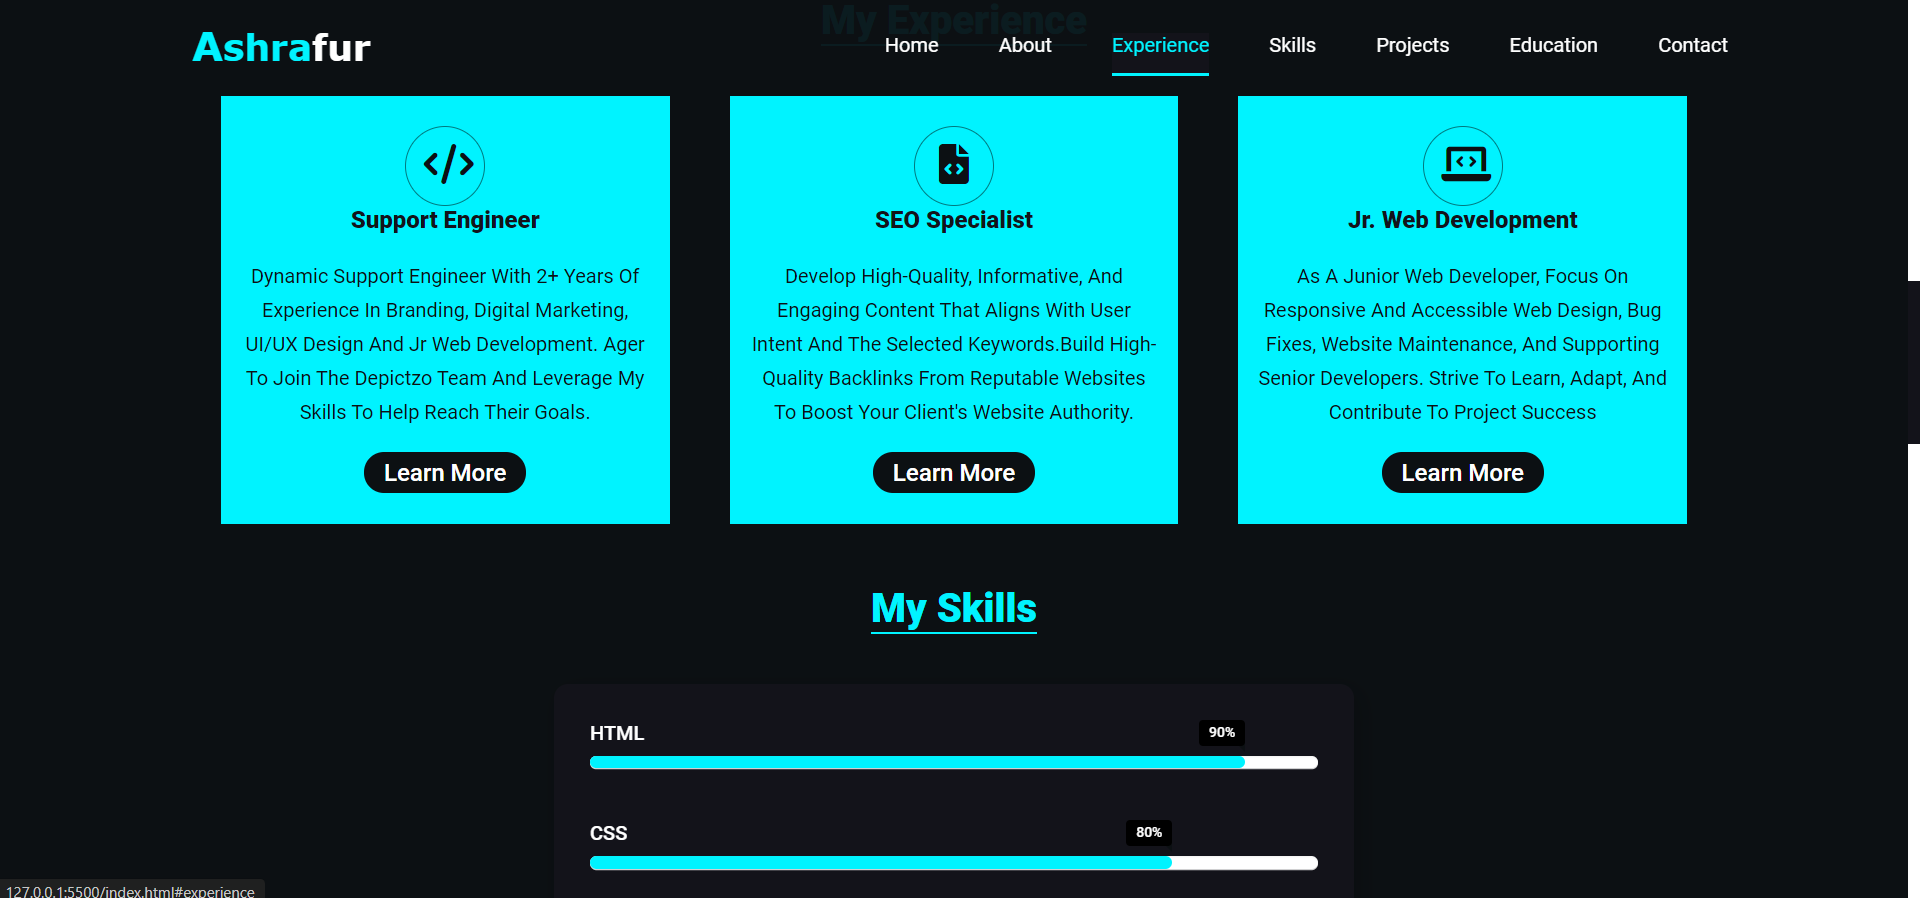 My Experience
Ashrafur
Home About Experience Skills Projects Education Contact
Support Engineer
Dynamic Support Engineer With 2+ Years Of
Experience In Branding, Digital Marketing,
UI/UX Design And Jr Web Development. Ager
To Join The Depictzo Team And Leverage My
Skills To Help Reach Their Goals.
Learn More
SEO Specialist
Develop High-Quality, Informative, And
Engaging Content That Aligns With User
Intent And The Selected Keywords.Build High-
Quality Backlinks From Reputable Websites
To Boost Your Client's Website Authority.
Learn More
Jr. Web Development
As A Junior Web Developer, Focus On
Responsive And Accessible Web Design, Bug
Fixes, Website Maintenance, And Supporting
Senior Developers. Strive To Learn, Adapt, And
Contribute To Project Success
Learn More
My Skills
HTML 90%
CSS 80%
127.0.0.1:5500/index.html#experience